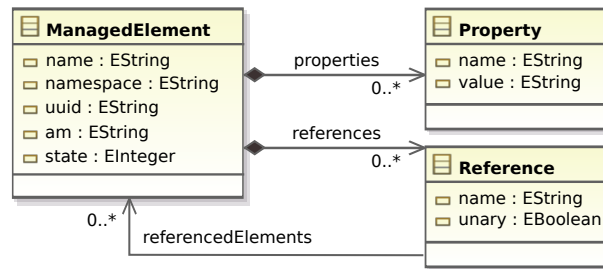 ManagedElement
name : EString
namespace : EString
uuid : EString
am : EString
state : EInteger
properties
0..*
references
0..*
Property
name : EString
value : EString
Reference
name : EString
unary : EBoolean
0..*
referencedElements